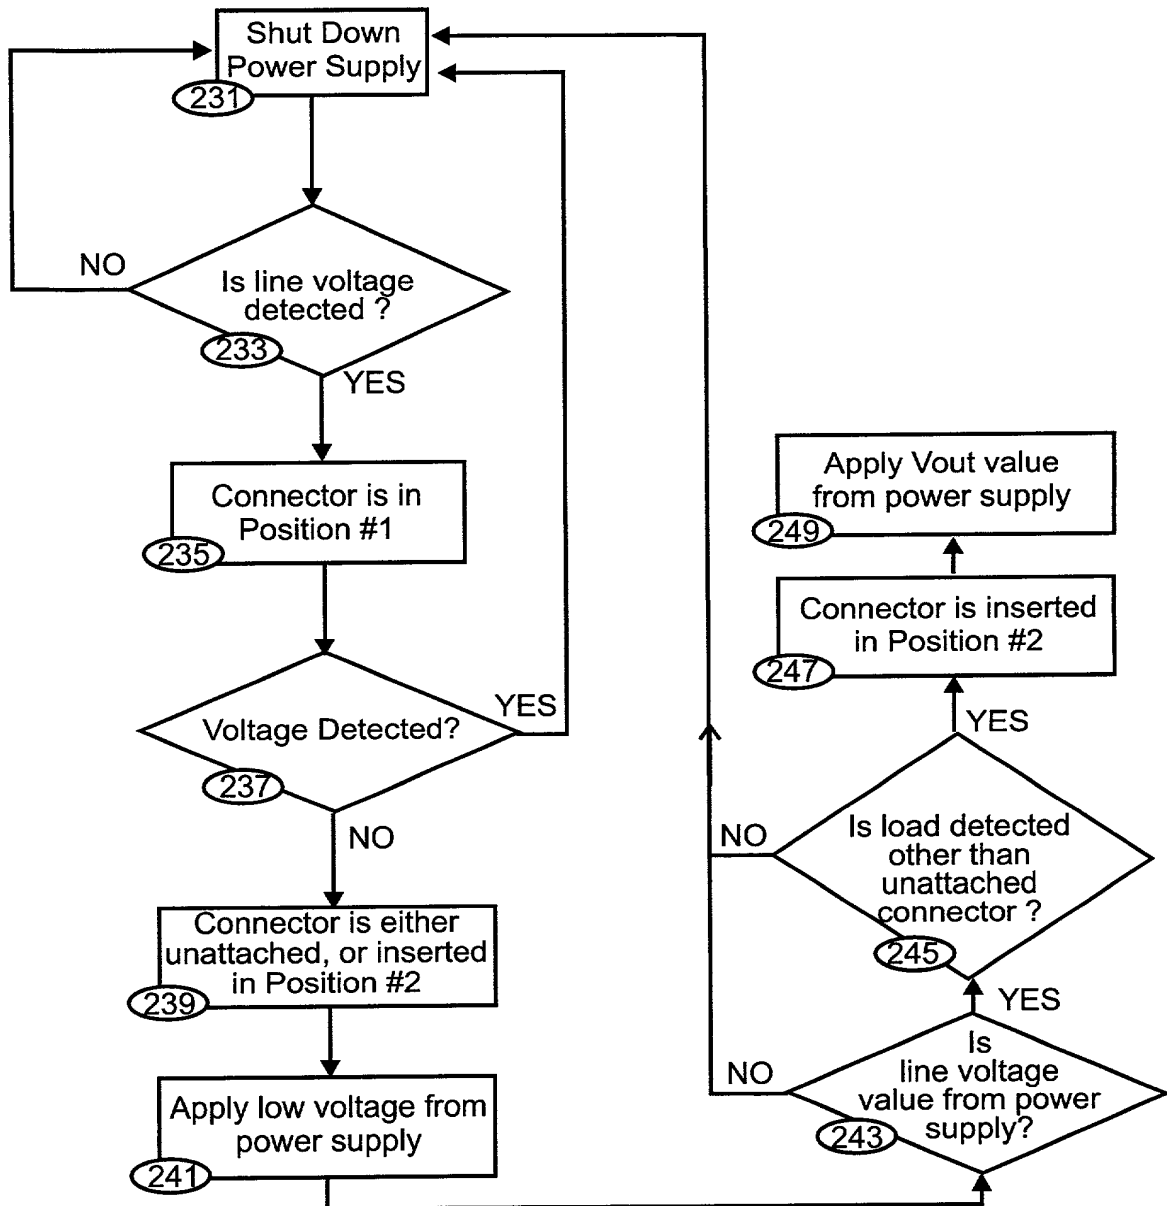 Shut Down
Power Supply
231
NO
Is line voltage
detected ?
233
YES
Connector is in
Position #1
235
Voltage Detected?
YES
237
NO
Connector is either
unattached, or inserted
in Position #2
239
Apply low voltage from
power supply
241
Is
line voltage
value from power
supply?
243
NO
YES
Is load detected
other than
unattached
connector ?
245
NO
YES
Connector is inserted
in Position #2
247
Apply Vout value
from power supply
249